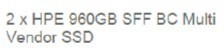 2 x HPE 960GB SFF BC Multi
Vendor SSD